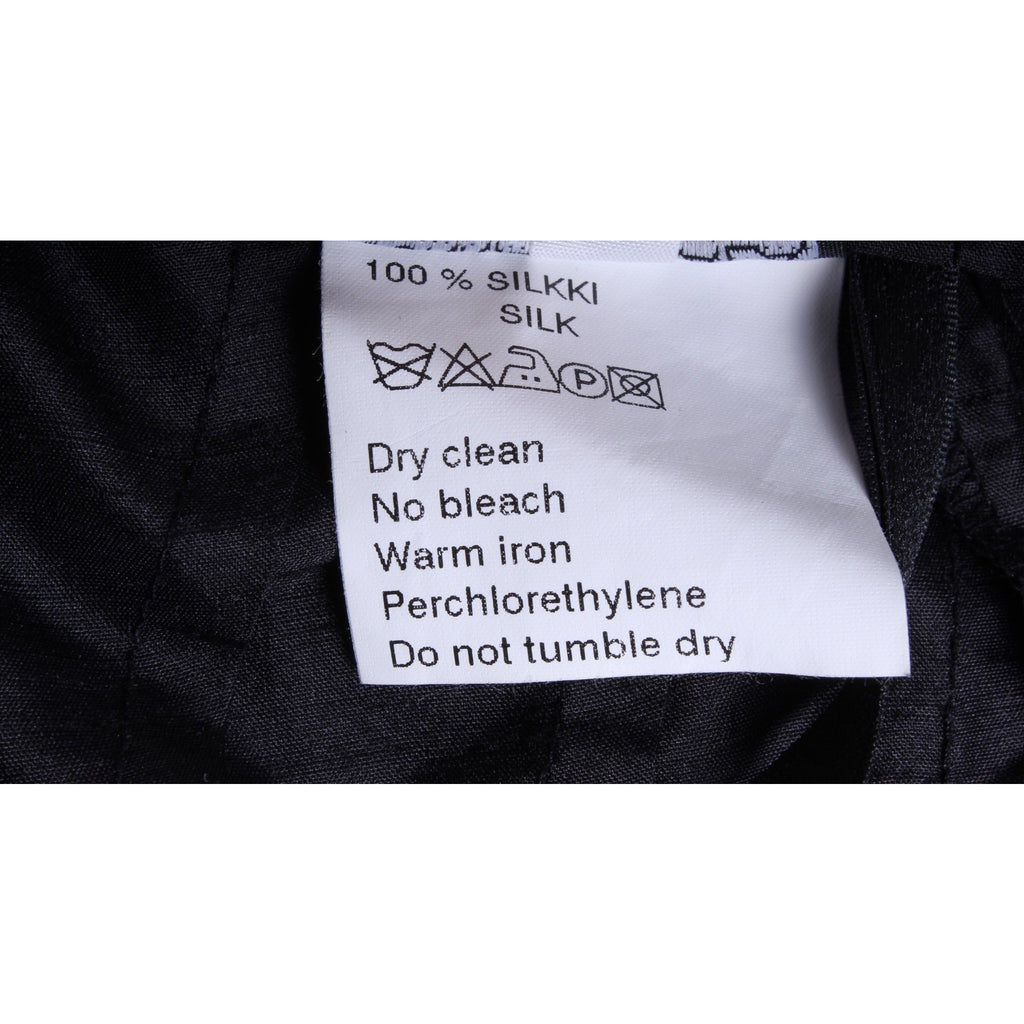 100 % SILKKI
SILK
P
Dry clean
No bleach
Warm iron
Perchlorethylene
Do not tumble dry